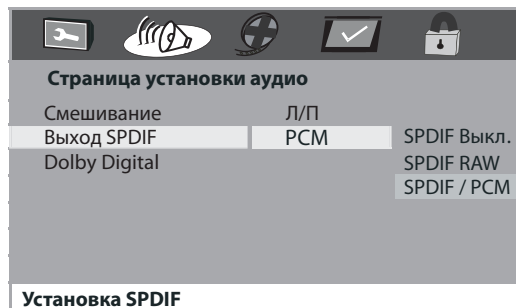 Страница установки аудио
Смешивание Л/П
Выход SPDIF PCM SPDIF Выкл.
Dolby Digital SPDIF RAW
SPDIF / PCM
Установка SPDIF